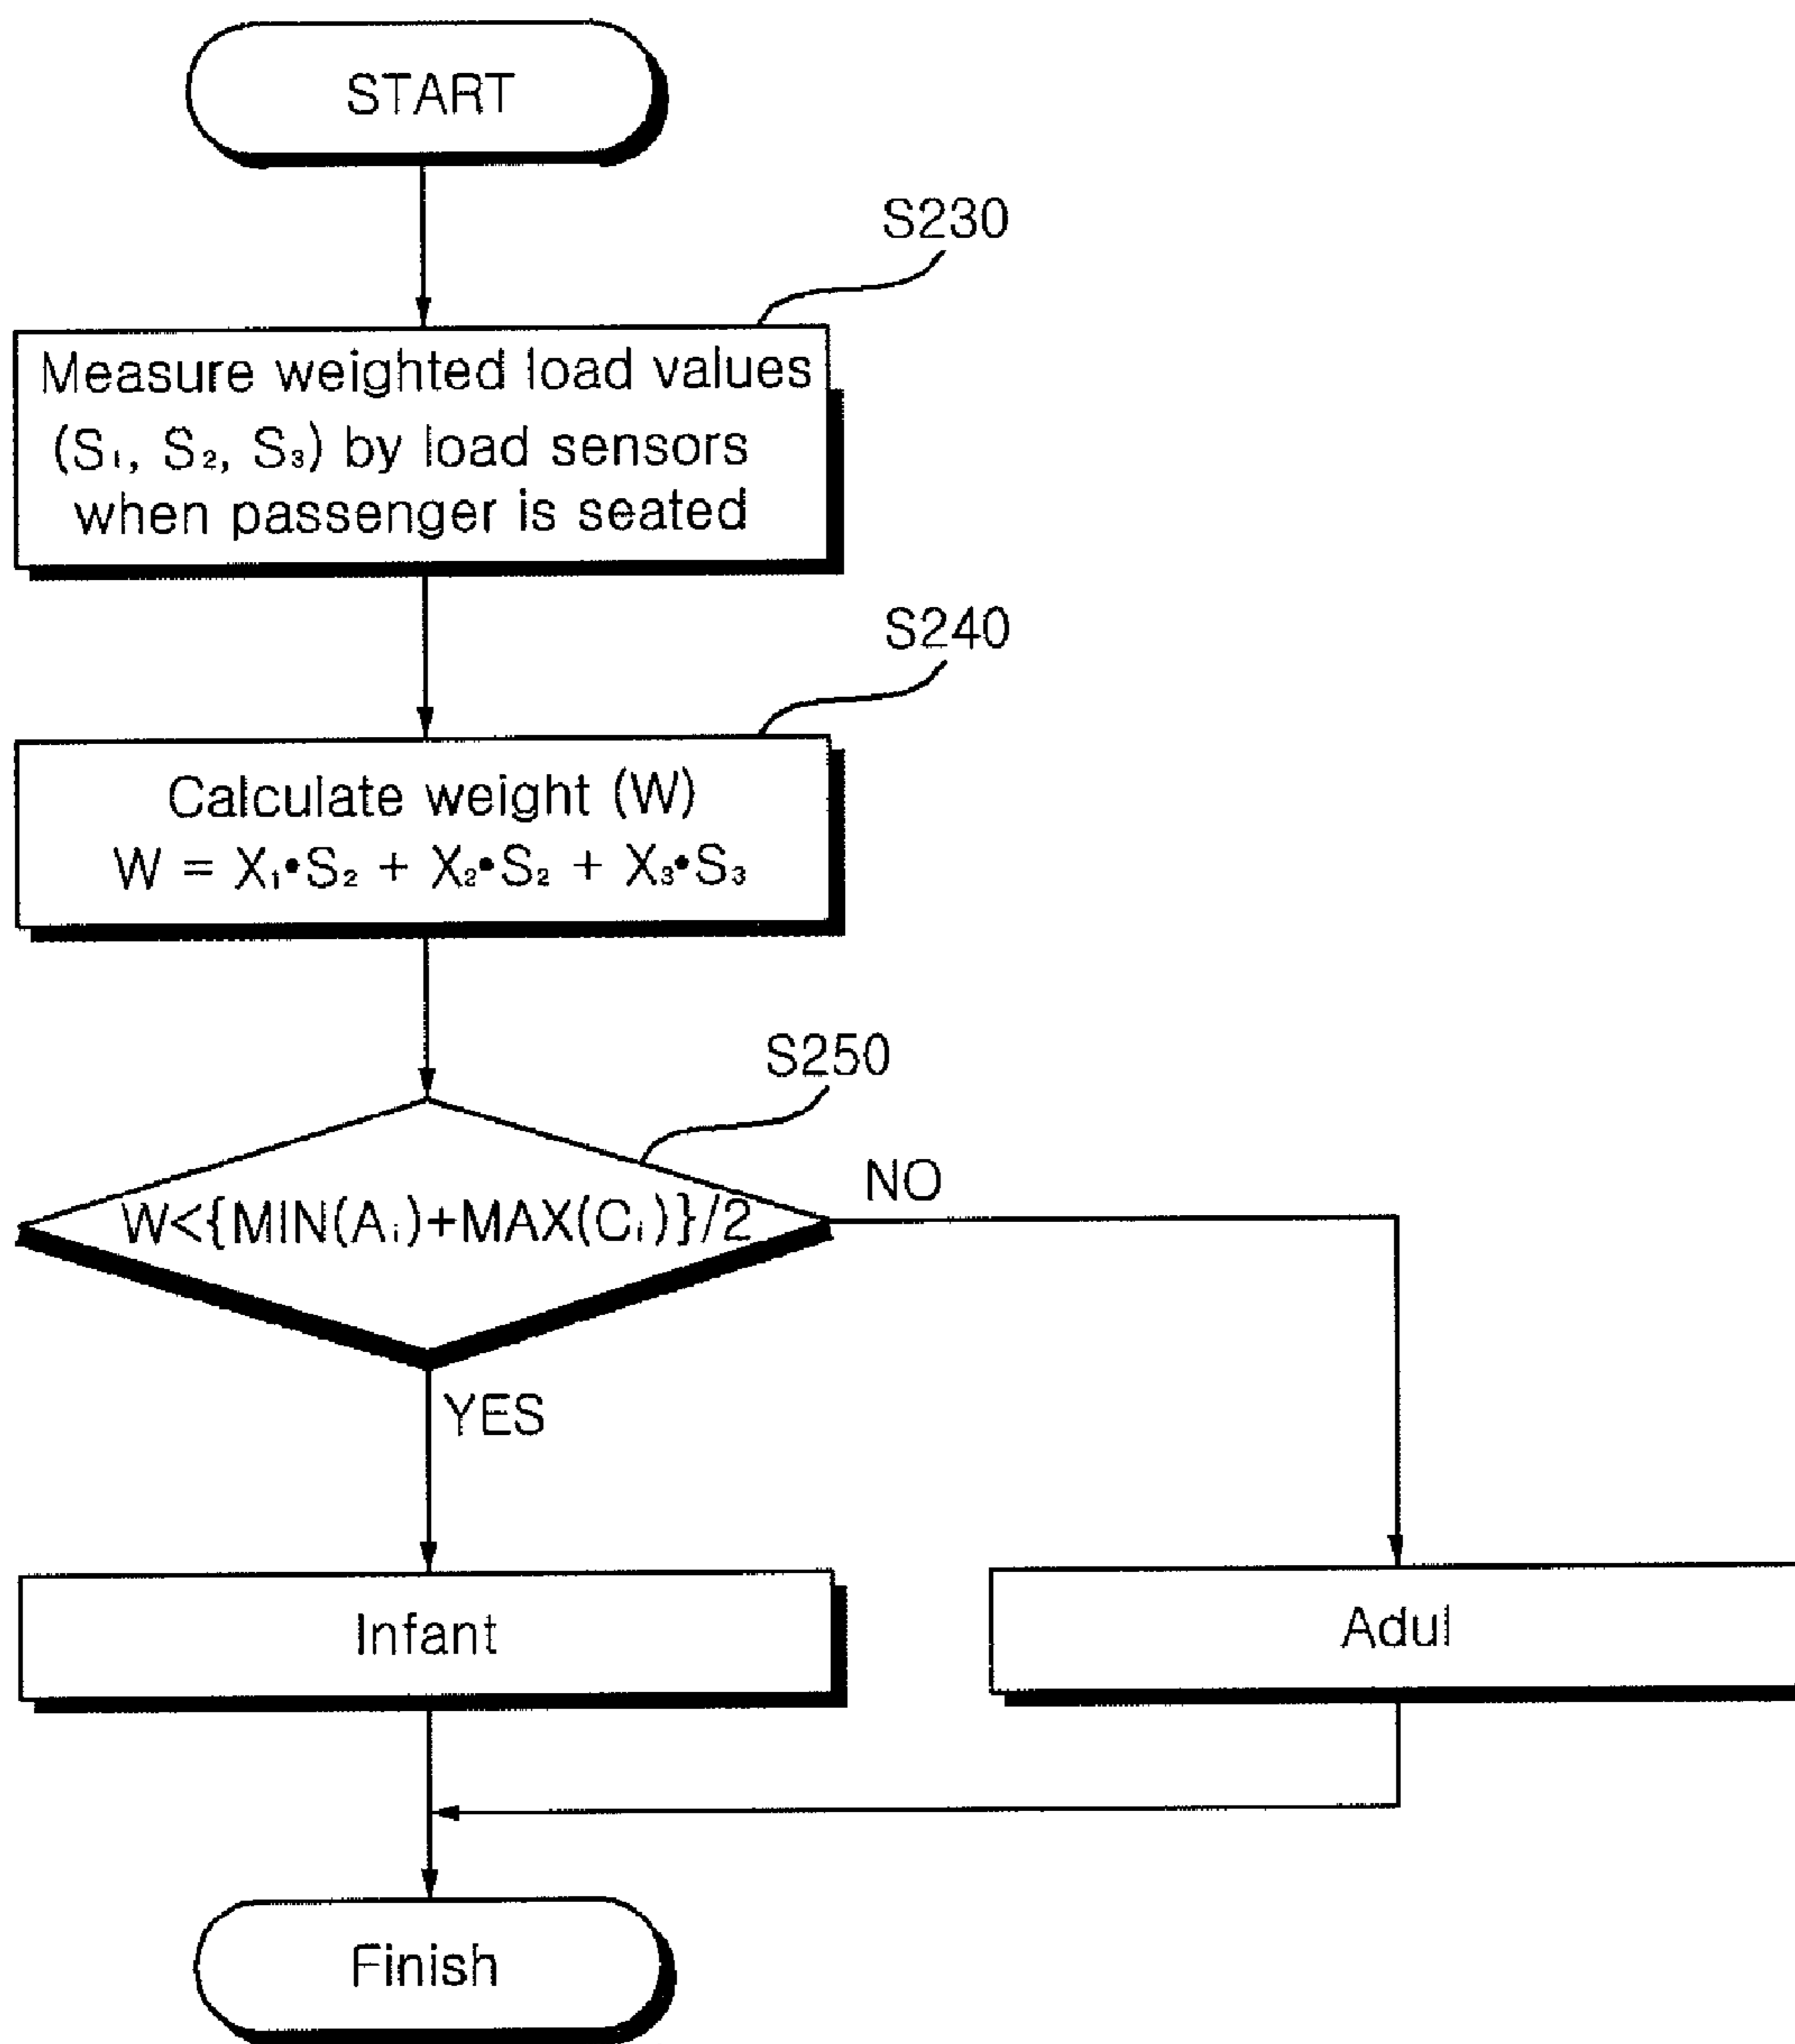 START
S230
Measure weighted load values
(S₁, S₂, S₃) by load sensors
when passenger is seated
S240
Calculate weight (W)
W = X₁•S₂ + X₂•S₂ + X₃•S₃
S250
W<{MIN(Aᵢ)+MAX(Cᵢ)}/2
NO
YES
Infant
Adul
Finish